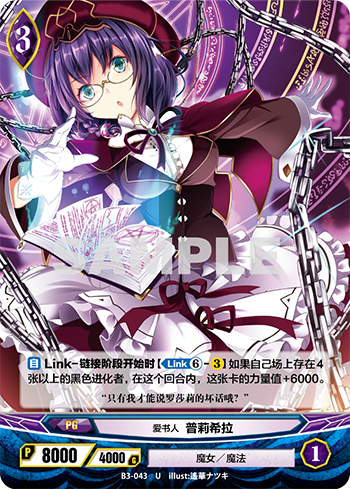 3
SAMPLE
自 Link-链接阶段开始时【Link 6 - 3】如果自己场上存在4
张以上的黑色进化者，在这个回合内，这张卡的力量值+6000。
“只有我才能说罗莎莉的坏话哦？”
PG
爱书人 普莉希拉
P 8000 / 4000 G
魔女／魔法
1
B3-043 U illust:遙華ナツキ